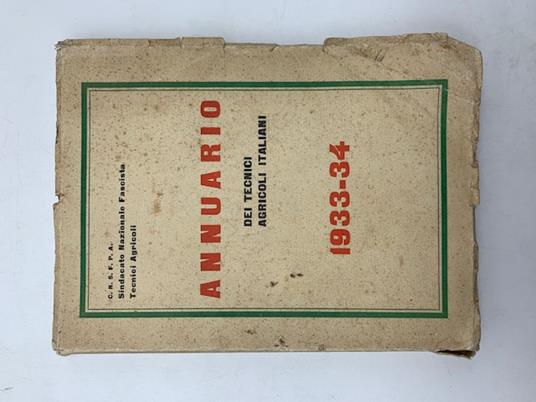 C. N. S. F. P. A.
Sindacato Nazionale Fascista
Tecnici Agricoli
ANNUARIO
DEI TECNICI
AGRICOLI ITALIANI
1933-34